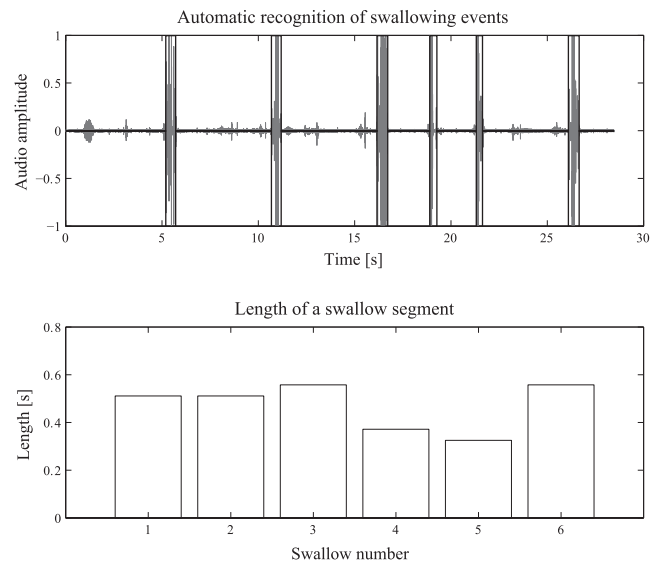 Automatic recognition of swallowing events
1
0.5
0
−0.5
−1
Audio amplitude
0 5 10 15 20 25 30
Time [s]
Length of a swallow segment
0.8
0.6
0.4
0.2
0
Length [s]
1 2 3 4 5 6
Swallow number